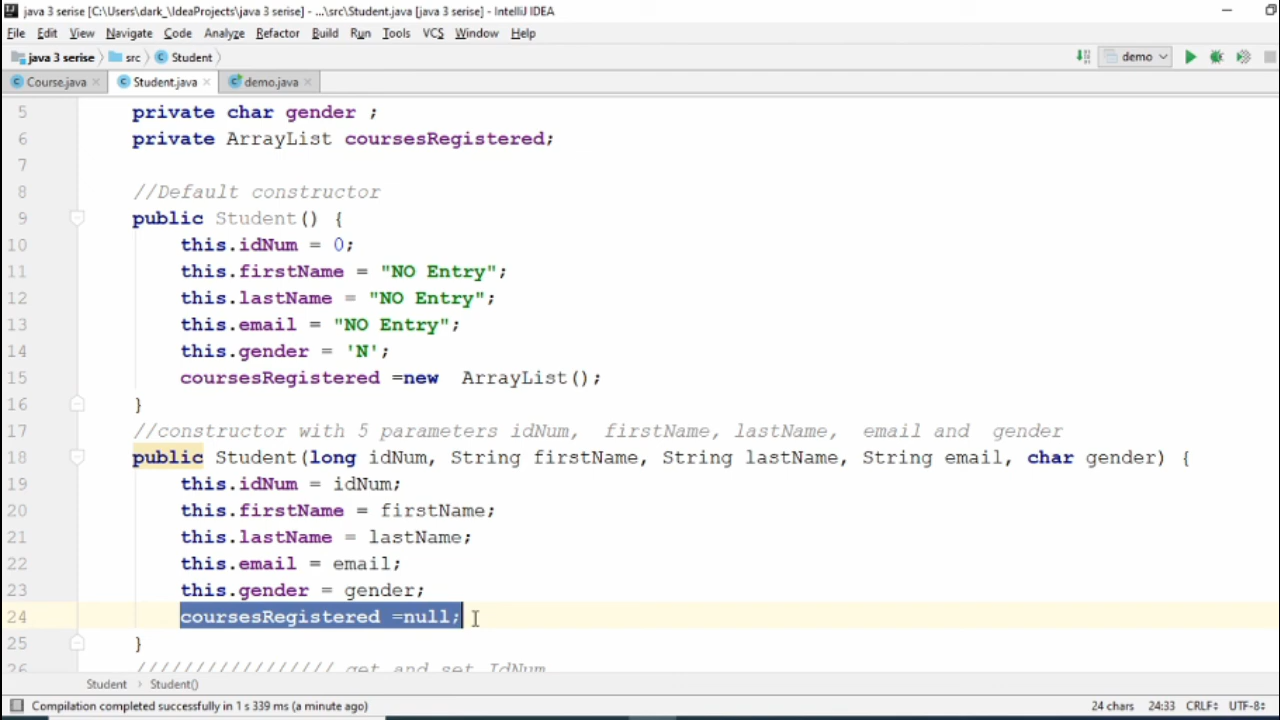 java 3 serise [C:\Users\dark_\IdeaProjects\java 3 serise] - ...\src\Student.java [java 3 serise] - IntelliJ IDEA
File Edit View Navigate Code Analyze Refactor Build Run Tools VCS Window Help
java 3 serise src Student demo
Course.java Student.java demo.java
5 private char gender ;
6 private ArrayList coursesRegistered;
7
8 //Default constructor
9 public Student() {
10 this.idNum = 0;
11 this.firstName = "NO Entry";
12 this.lastName = "NO Entry";
13 this.email = "NO Entry";
14 this.gender = 'N';
15 coursesRegistered =new  ArrayList();
16 }
17 //constructor with 5 parameters idNum,  firstName, lastName,  email and  gender
18 public Student(long idNum, String firstName, String lastName, String email, char gender) {
19 this.idNum = idNum;
20 this.firstName = firstName;
21 this.lastName = lastName;
22 this.email = email;
23 this.gender = gender;
24 coursesRegistered =null;
25 }
26 ///////////////// get and set IdNum
Student › Student()
Compilation completed successfully in 1 s 339 ms (a minute ago) 24 chars 24:33 CRLF UTF-8